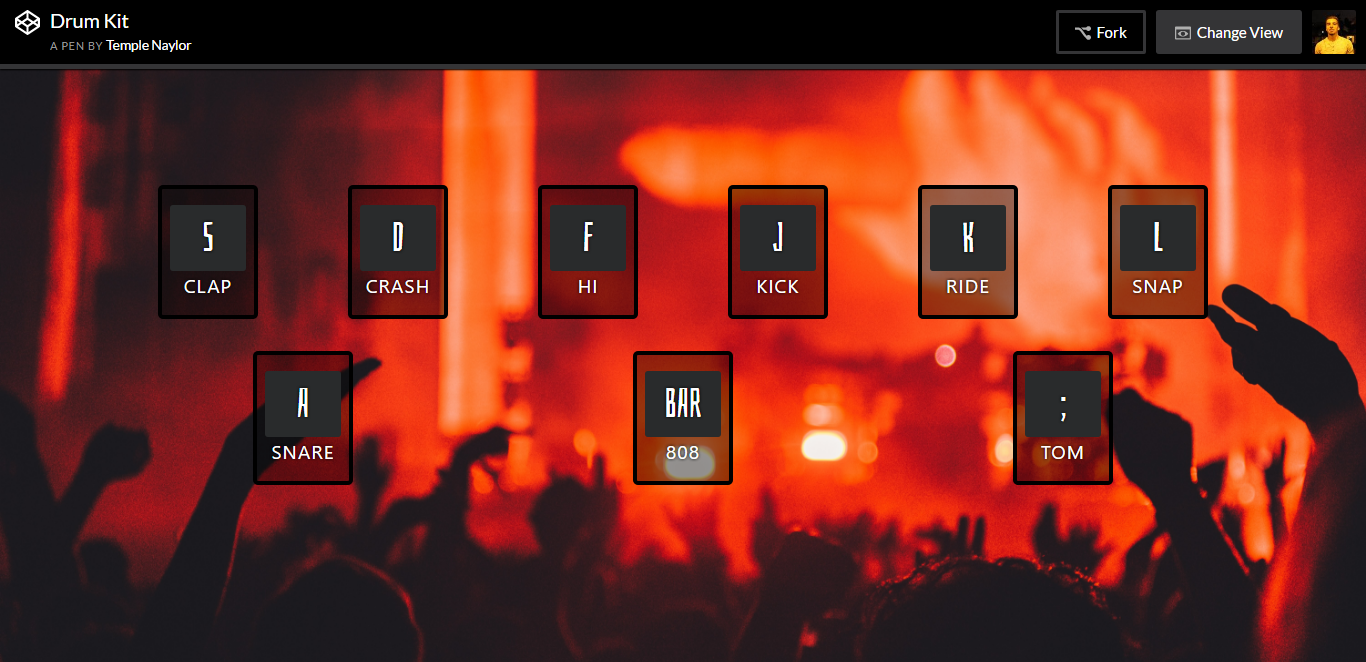 Drum Kit
A PEN BY Temple Naylor
Fork
Change View
S
CLAP
D
CRASH
F
HI
J
KICK
K
RIDE
L
SNAP
A
SNARE
BAR
808
;
TOM